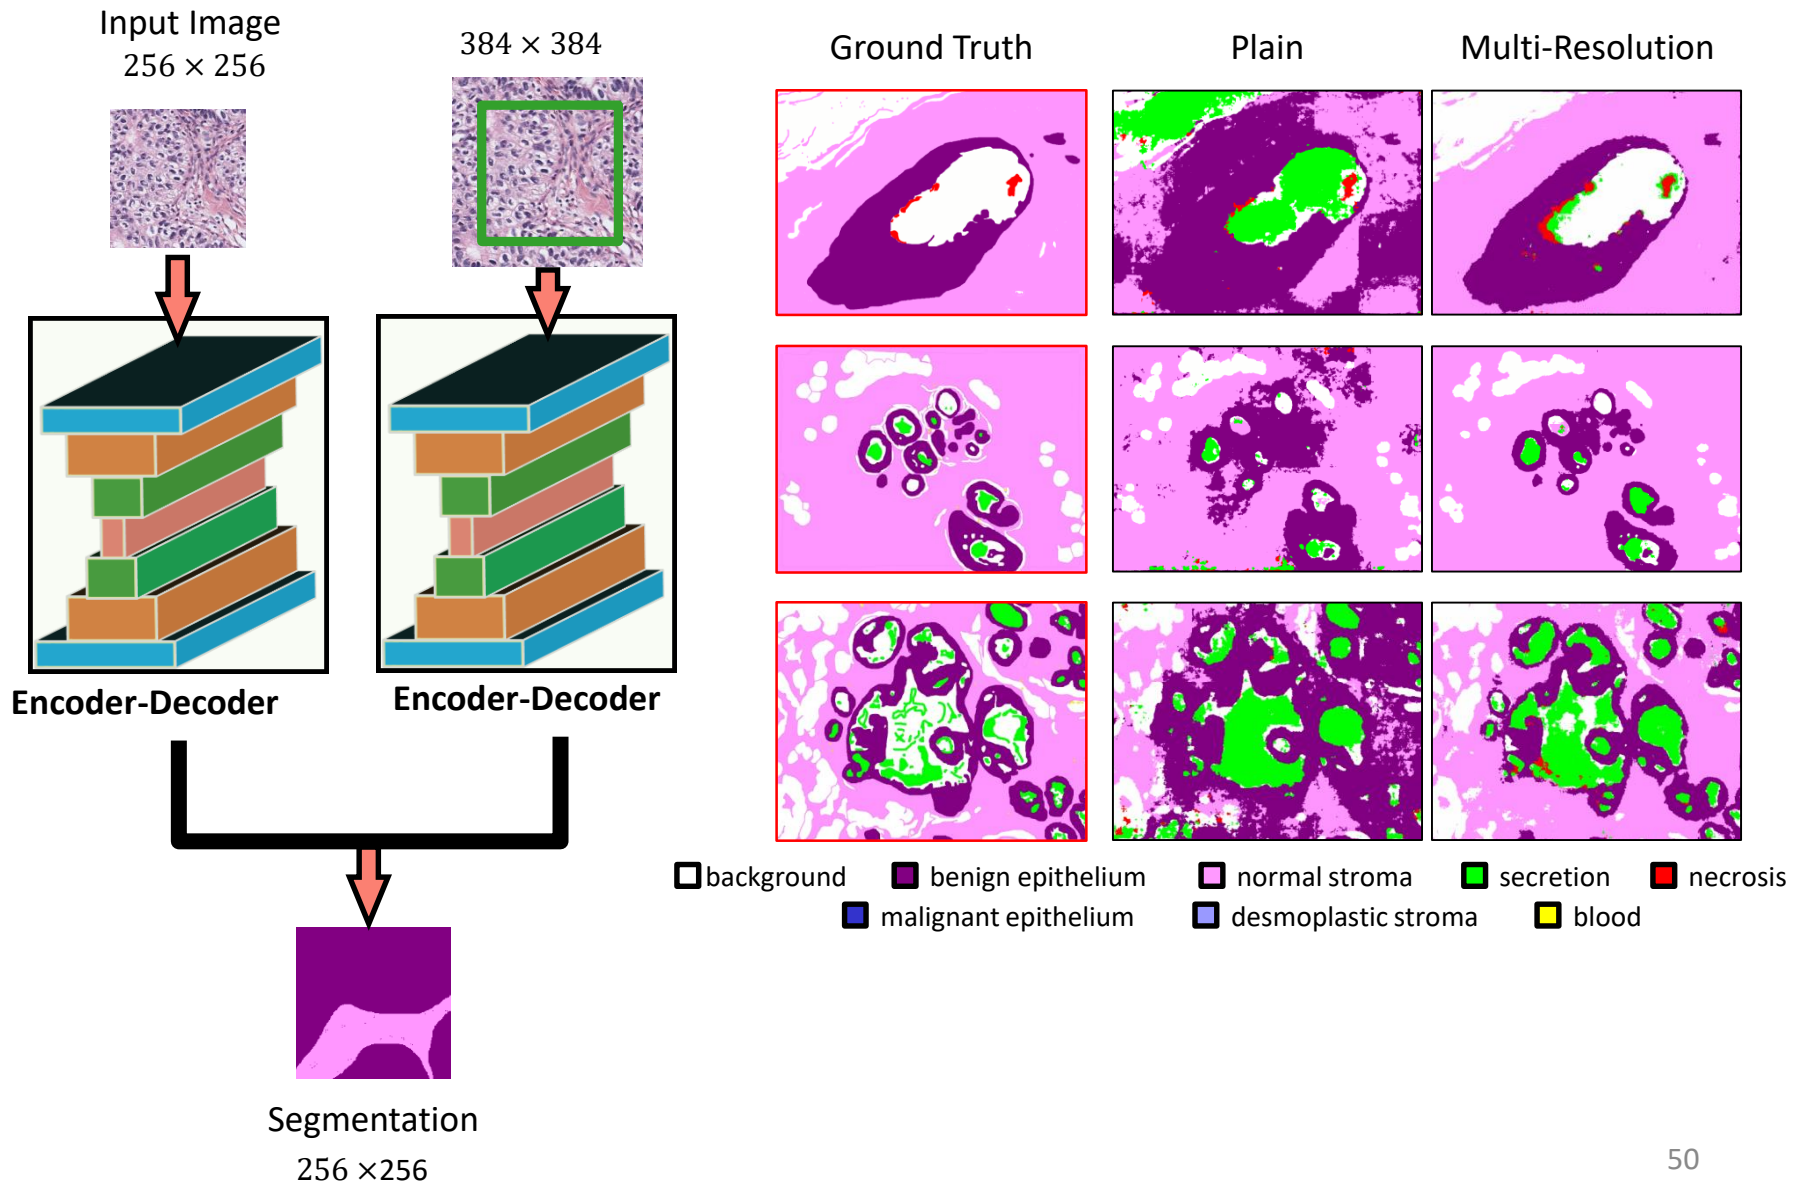 Input Image
256 × 256
384 × 384
Encoder-Decoder
Encoder-Decoder
Segmentation
256 ×256
Ground Truth
Plain
Multi-Resolution
background
benign epithelium
normal stroma
secretion
necrosis
malignant epithelium
desmoplastic stroma
blood
50